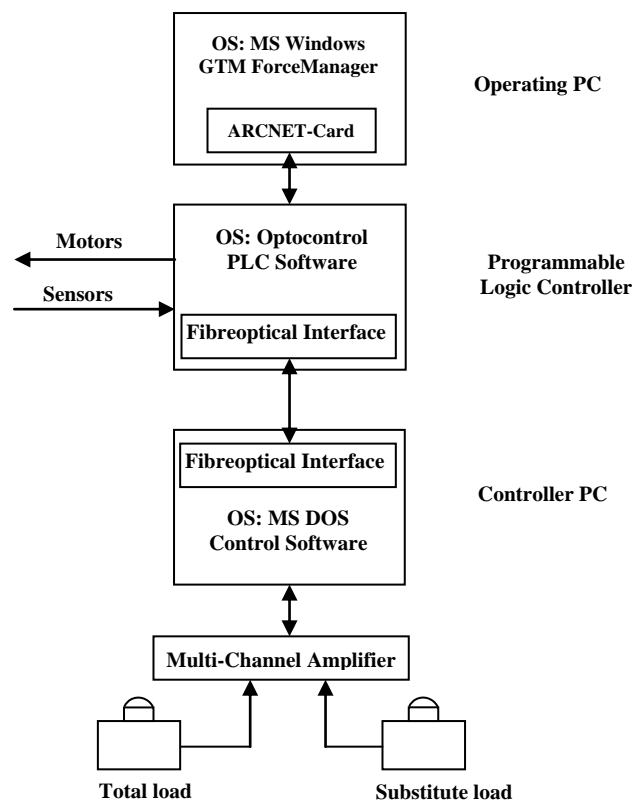 OS: MS Windows
GTM ForceManager
Operating PC
ARCNET-Card
Motors
OS: Optocontrol
PLC Software
Programmable
Logic Controller
Sensors
Fibreoptical Interface
Fibreoptical Interface
Controller PC
OS: MS DOS
Control Software
Multi-Channel Amplifier
Total load
Substitute load